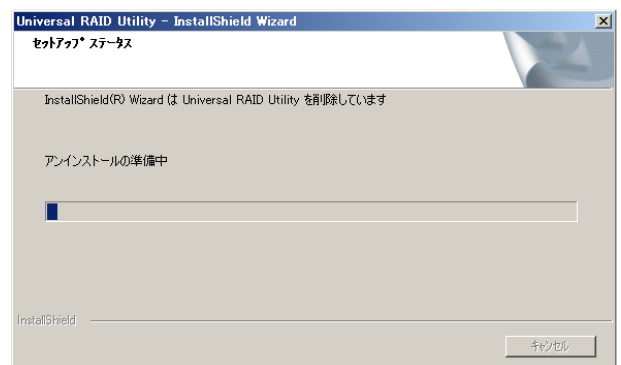 Universal RAID Utility - InstallShield Wizard
セットアップ ステータス
InstallShield(R) Wizard は Universal RAID Utility を削除しています
アンインストールの準備中
InstallShield
キャンセル